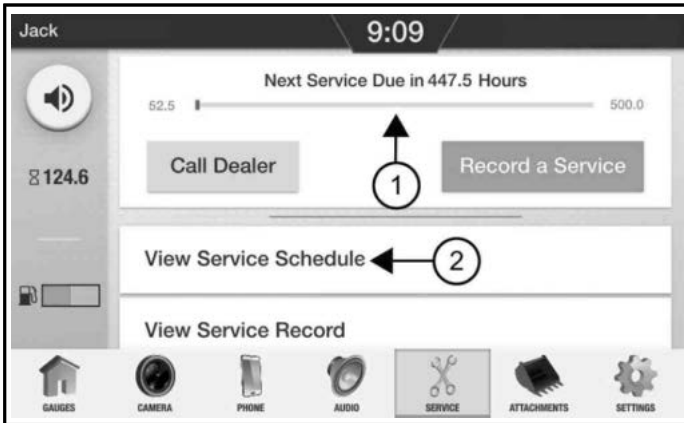 Jack
9:09
Next Service Due in 447.5 Hours
52.5
500.0
Call Dealer
Record a Service
1
124.6
View Service Schedule
2
View Service Record
GAUGES
CAMERA
PHONE
AUDIO
SERVICE
ATTACHMENTS
SETTINGS